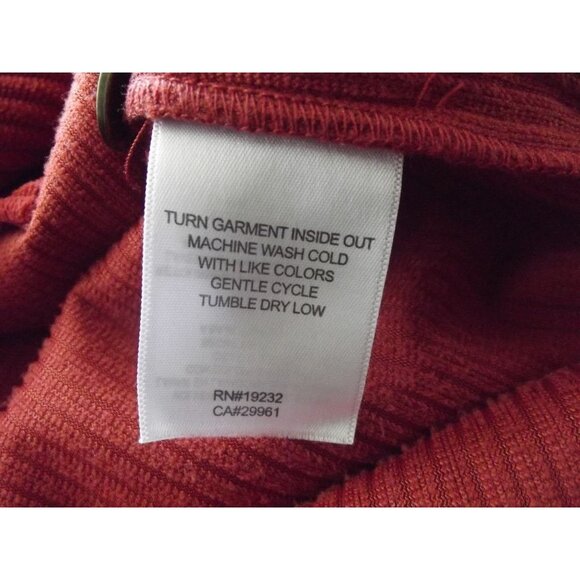 TURN GARMENT INSIDE OUT
MACHINE WASH COLD
WITH LIKE COLORS
GENTLE CYCLE
TUMBLE DRY LOW
RN#19232
CA#29961